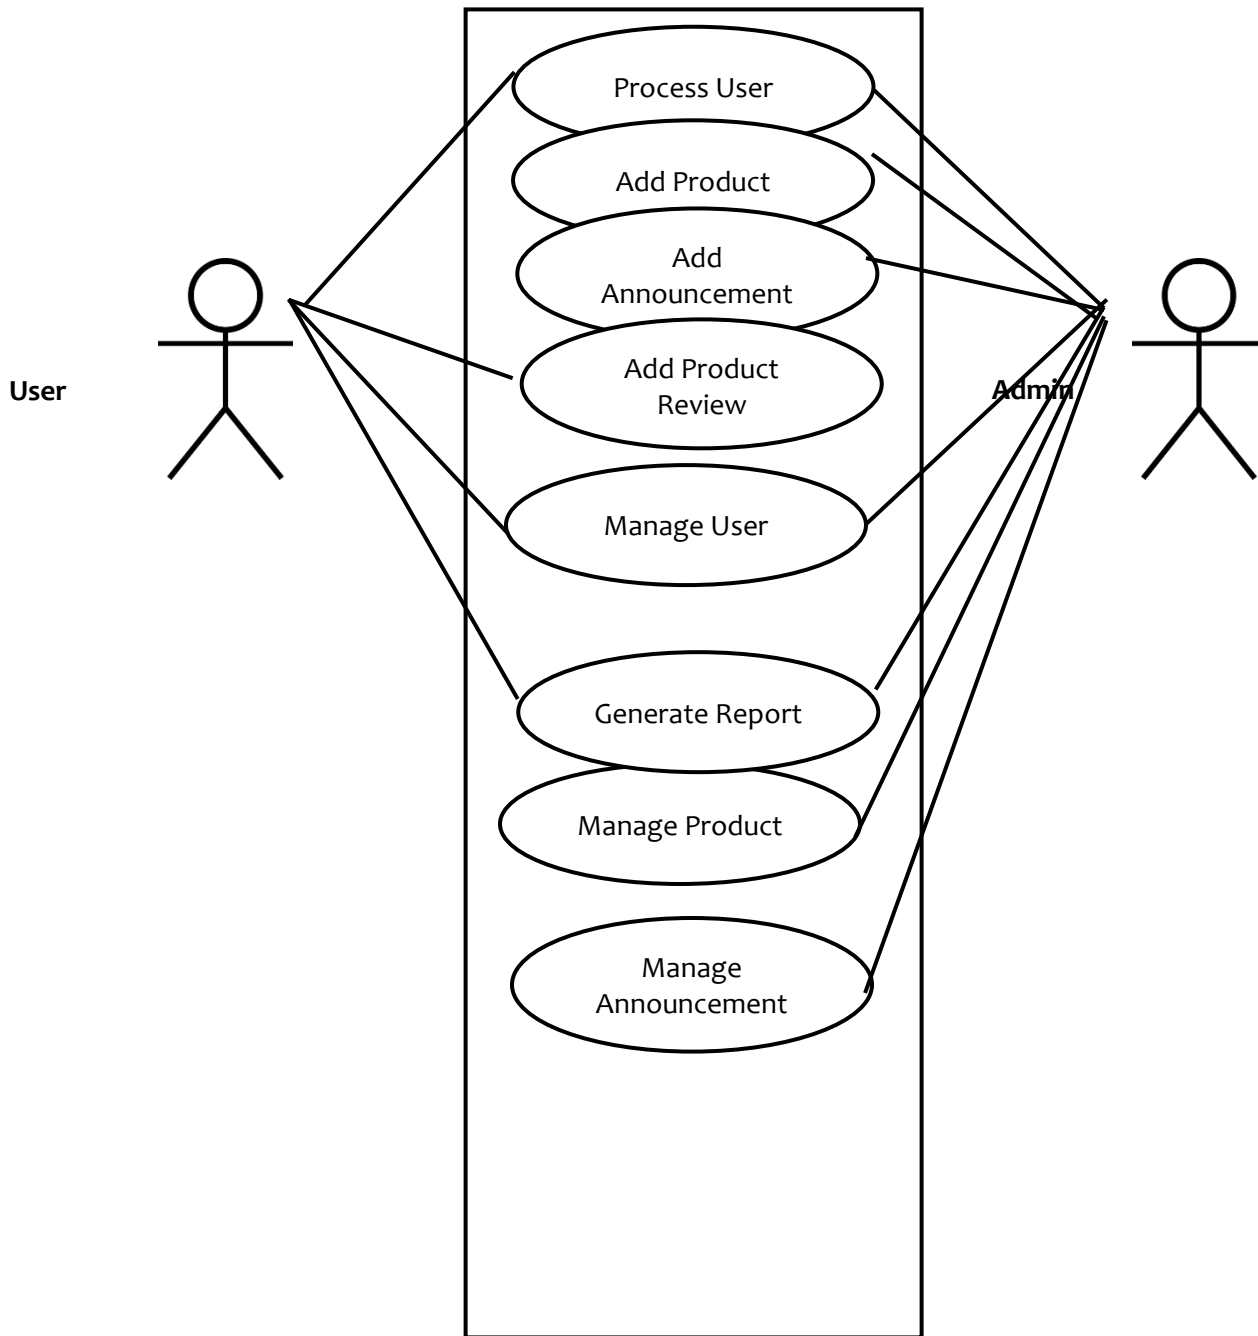 Process User
Add Product
Add
Announcement
Add Product
Review
User
Admin
Manage User
Generate Report
Manage Product
Manage
Announcement